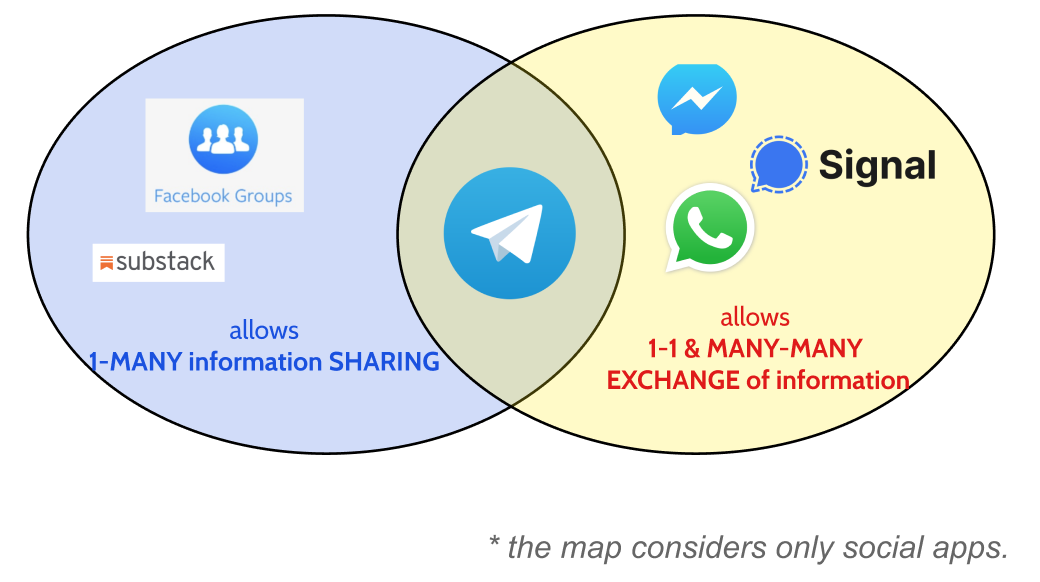 Facebook Groups
substack
allows
1-MANY information SHARING
Signal
allows
1-1 & MANY-MANY
EXCHANGE of information
* the map considers only social apps.